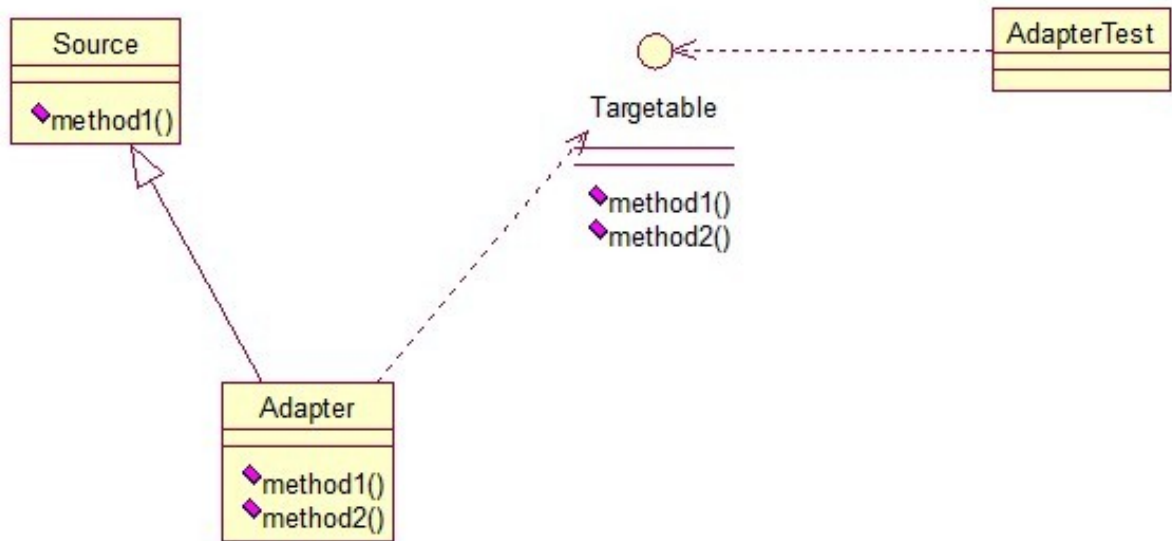 Source
method1()
AdapterTest
Targetable
method1()
method2()
Adapter
method1()
method2()